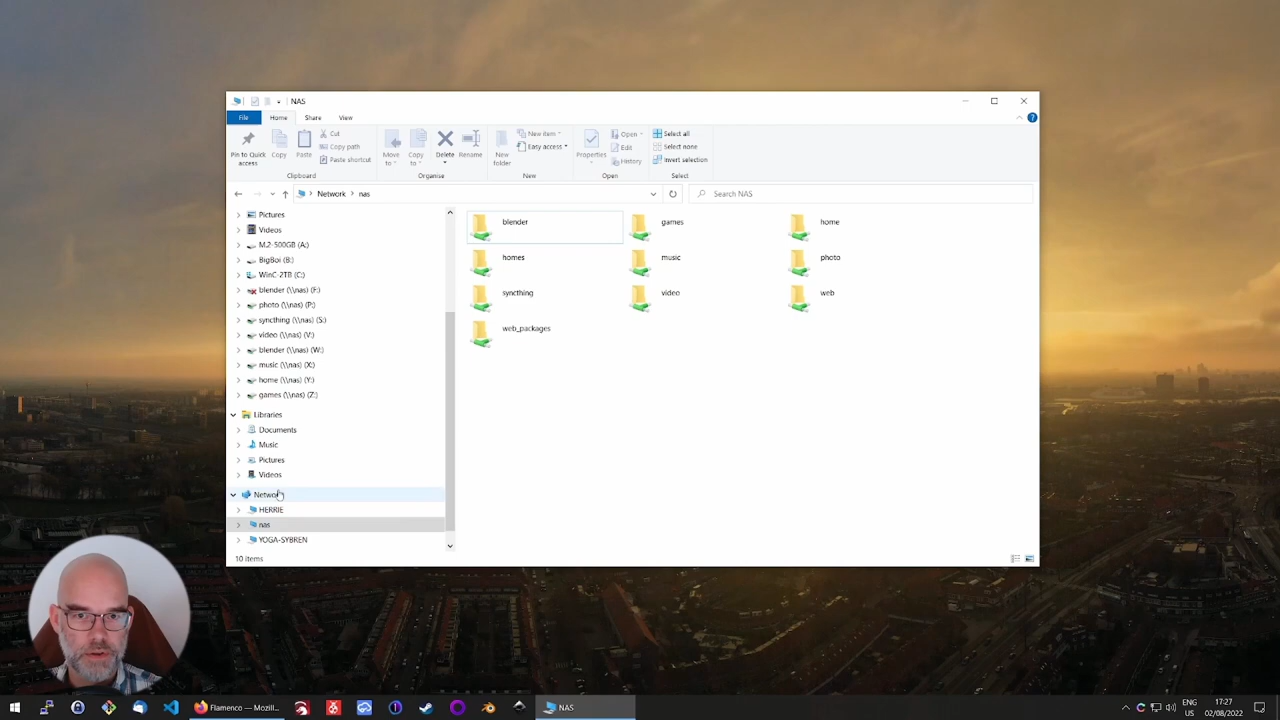 NAS
File Home Share View
Pin to Quick access
Copy
Paste
Cut
Copy path
Paste shortcut
Clipboard
Move to
Copy to
Delete
Rename
Organise
New folder
New item
Easy access
New
Properties
Open
Edit
History
Open
Select all
Select none
Invert selection
Select
Network > nas
Search NAS
Pictures
Videos
M.2-500GB (A:)
BigBoi (B:)
WinC-2TB (C:)
blender (\\nas) (F:)
photo (\\nas) (P:)
syncthing (\\nas) (S:)
video (\\nas) (V:)
blender (\\nas) (W:)
music (\\nas) (X:)
home (\\nas) (Y:)
games (\\nas) (Z:)
Libraries
Documents
Music
Pictures
Videos
Network
HERRIE
nas
YOGA-SYBREN
blender games home
homes music photo
syncthing video web
web_packages
10 items
Flamenco — Mozill...
NAS
ENG
US
17:27
02/08/2022